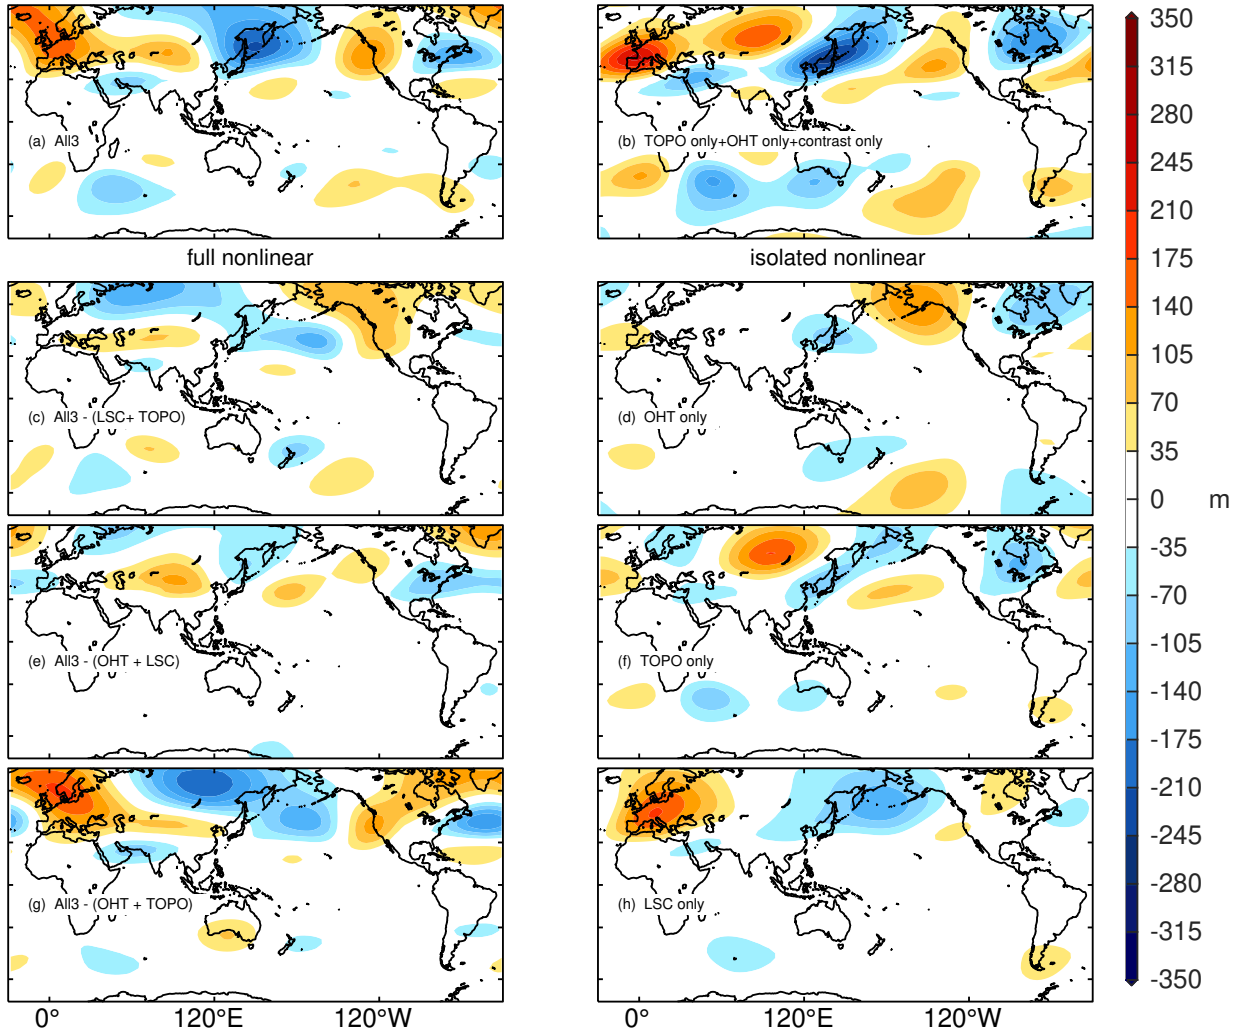 (a) All3
(b) TOPO only+OHT only+contrast only
full nonlinear
isolated nonlinear
(c) All3 - (LSC+ TOPO)
(d) OHT only
(e) All3 - (OHT + LSC)
(f) TOPO only
(g) All3 - (OHT + TOPO)
(h) LSC only
0°
120°E
120°W
0°
120°E
120°W
350
315
280
245
210
175
140
105
70
35
0
m
-35
-70
-105
-140
-175
-210
-245
-280
-315
-350